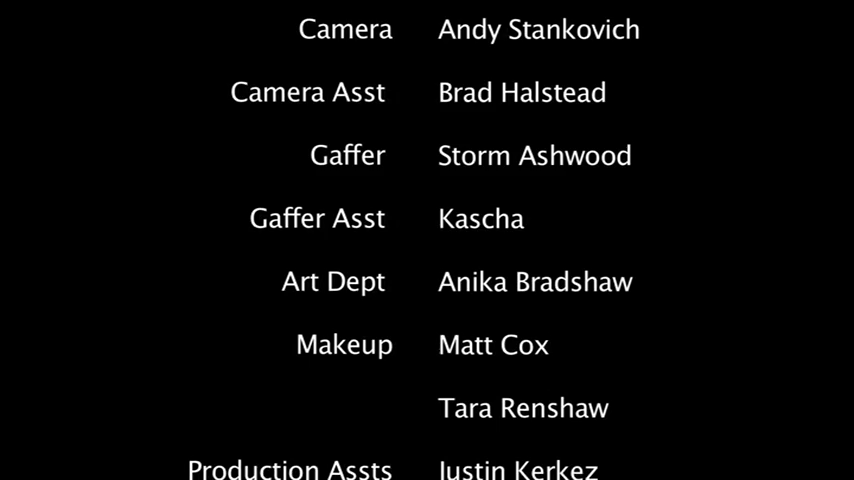 Camera Andy Stankovich
Camera Asst Brad Halstead
Gaffer Storm Ashwood
Gaffer Asst Kascha
Art Dept Anika Bradshaw
Makeup Matt Cox
Tara Renshaw
Production Assts Justin Kerkez